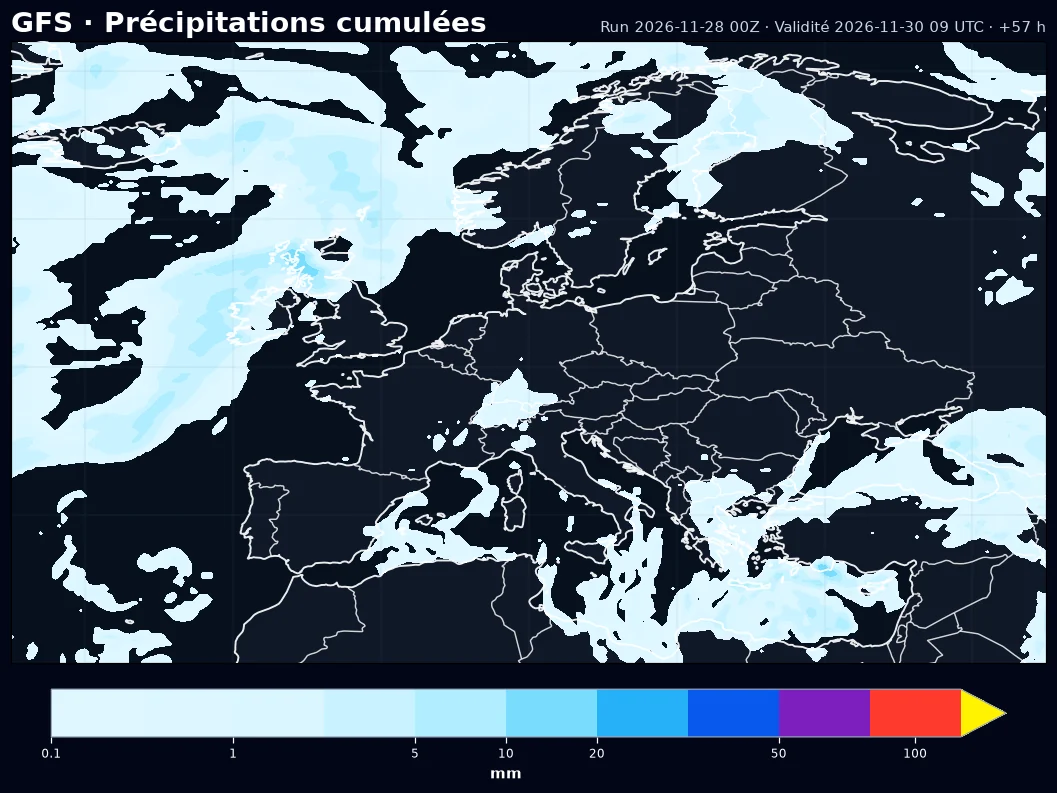 GFS · Précipitations cumulées
Run 2026-11-28 00Z · Validité 2026-11-30 09 UTC · +57 h
0.1 1 5 10 20 50 100
mm